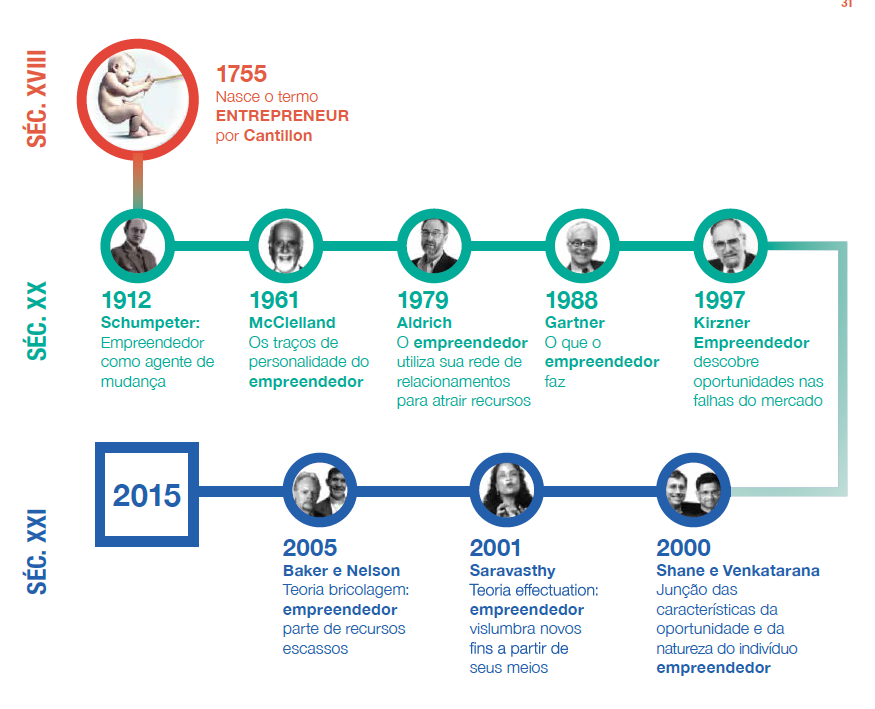 31
SÉC. XVIII
1755
Nasce o termo
ENTREPRENEUR
por Cantillon
SÉC. XX
1912
Schumpeter:
Empreendedor
como agente de
mudança
1961
McClelland
Os traços de
personalidade do
empreendedor
1979
Aldrich
O empreendedor
utiliza sua rede de
relacionamentos
para atrair recursos
1988
Gartner
O que o
empreendedor
faz
1997
Kirzner
Empreendedor
descobre
oportunidades nas
falhas do mercado
SÉC. XXI
2015
2005
Baker e Nelson
Teoria bricolagem:
empreendedor
parte de recursos
escassos
2001
Saravasthy
Teoria effectuation:
empreendedor
vislumbra novos
fins a partir de
seus meios
2000
Shane e Venkatarana
Junção das
características da
oportunidade e da
natureza do indivíduo
empreendedor